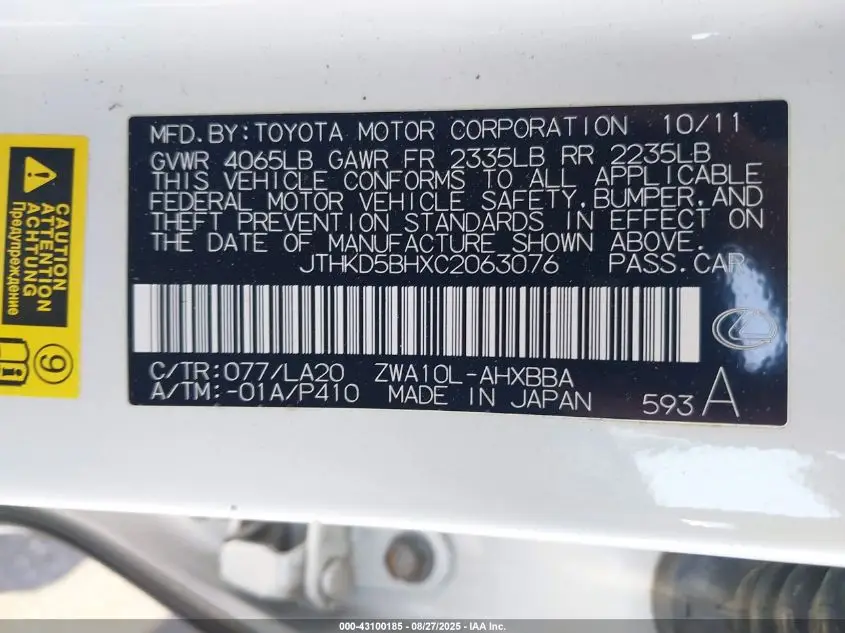 MFD.BY:TOYOTA MOTOR CORPORATION 10/11
GVWR 4065LB GAWR FR 2335LB RR 2235LB
THIS VEHICLE CONFORMS TO ALL APPLICABLE
FEDERAL MOTOR VEHICLE SAFETY,BUMPER,AND
THEFT PREVENTION STANDARDS IN EFFECT ON
THE DATE OF MANUFACTURE SHOWN ABOVE.
JTHKD5BHXC2063076 PASS.CAR
C/TR:077/LA20 ZWA10L-AHXBBA
A/TM:-01A/P410 MADE IN JAPAN 593 A
CAUTION
ATTENTION
ACHTUNG
Предупреждение
9
000-43100185 - 08/27/2025 - IAA Inc.